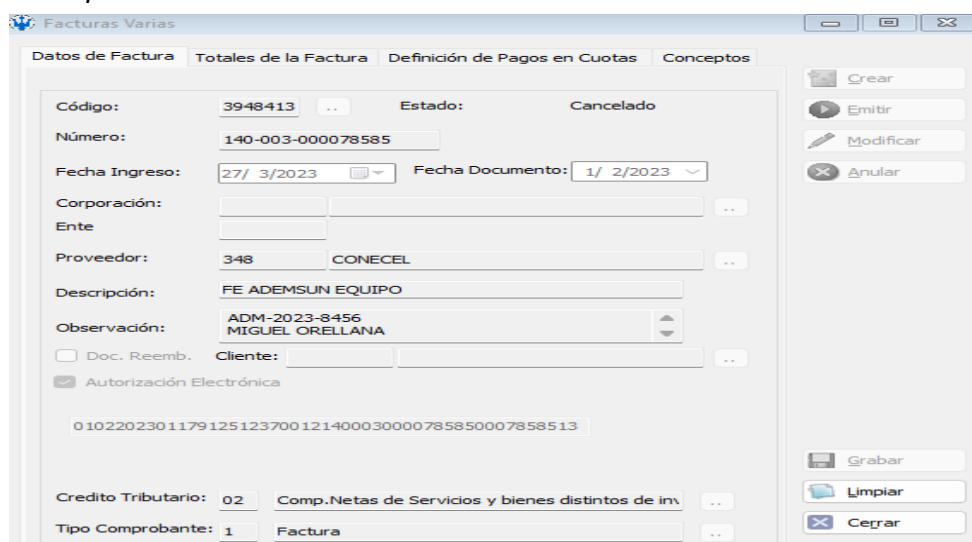 Facturas Varias
Datos de Factura Totales de la Factura Definición de Pagos en Cuotas Conceptos
Crear
Código: 3948413 .. Estado: Cancelado
Emitir
Número: 140-003-000078585
Modificar
Fecha Ingreso: 27/ 3/2023 Fecha Documento: 1/ 2/2023
Anular
Corporación: ..
Ente
Proveedor: 348 CONECEL ..
Descripción: FE ADEMSUN EQUIPO
Observación: ADM-2023-8456
MIGUEL ORELLANA
Doc. Reemb. Cliente: ..
Autorización Electrónica
0102202301179125123700121400030000785850007858513
Grabar
Credito Tributario: 02 Comp.Netas de Servicios y bienes distintos de inv ..
Limpiar
Tipo Comprobante: 1 Factura ..
Cerrar